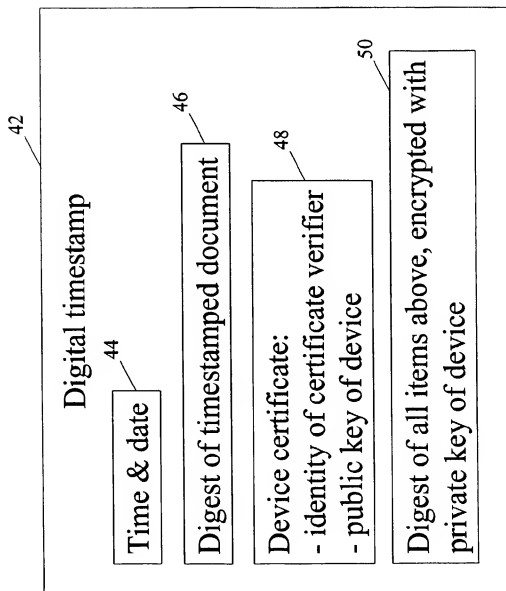 42
Digital timestamp
44
Time & date
46
Digest of timestamped document
48
Device certificate:
- identity of certificate verifier
- public key of device
50
Digest of all items above, encrypted with
private key of device